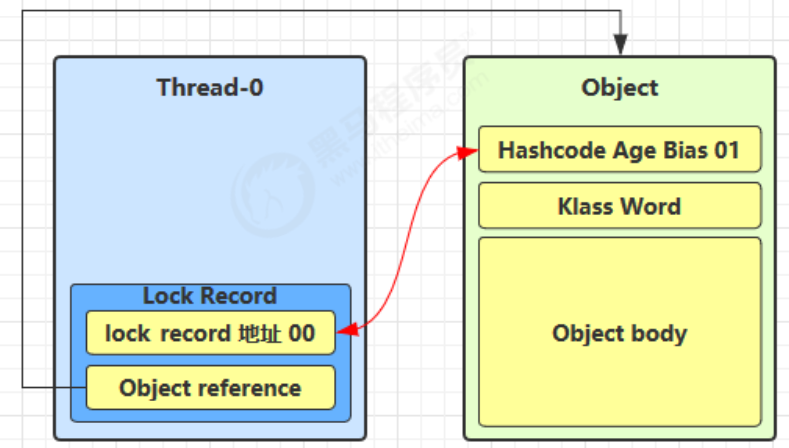 Thread-0
Lock Record
lock record 地址 00
Object reference
Object
Hashcode Age Bias 01
Klass Word
Object body
黑马程序员
www.itheima.com